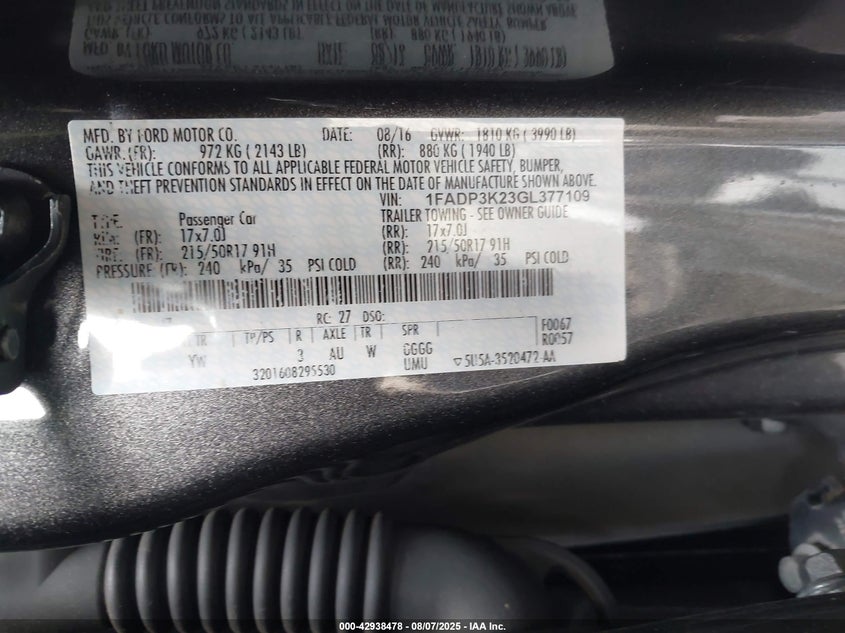 MFD. BY FORD MOTOR CO. DATE: 08/16 GVWR: 1810 KG ( 3990 LB)
GAWR: (FR): 972 KG ( 2143 LB) (RR): 880 KG ( 1940 LB)
THIS VEHICLE CONFORMS TO ALL APPLICABLE FEDERAL MOTOR VEHICLE SAFETY, BUMPER,
AND THEFT PREVENTION STANDARDS IN EFFECT ON THE DATE OF MANUFACTURE SHOWN ABOVE.
VIN: 1FADP3K23GL377109
TYPE: Passenger Car TRAILER TOWING - SEE OWNER GUIDE
(FR): 17x7.0J (RR): 17x7.0J
(FR): 215/50R17 91H (RR): 215/50R17 91H
PRESSURE (FR): 240 kPa/ 35 PSI COLD (RR): 240 kPa/ 35 PSI COLD
RC: 27 DSO:
TR TP/PS R AXLE TR SPR F0067
YW 3 AU W GGGG R0057
UMU 5U5A-3520472-AA
3201608295530
000-42938478 — 08/07/2025 — IAA Inc.